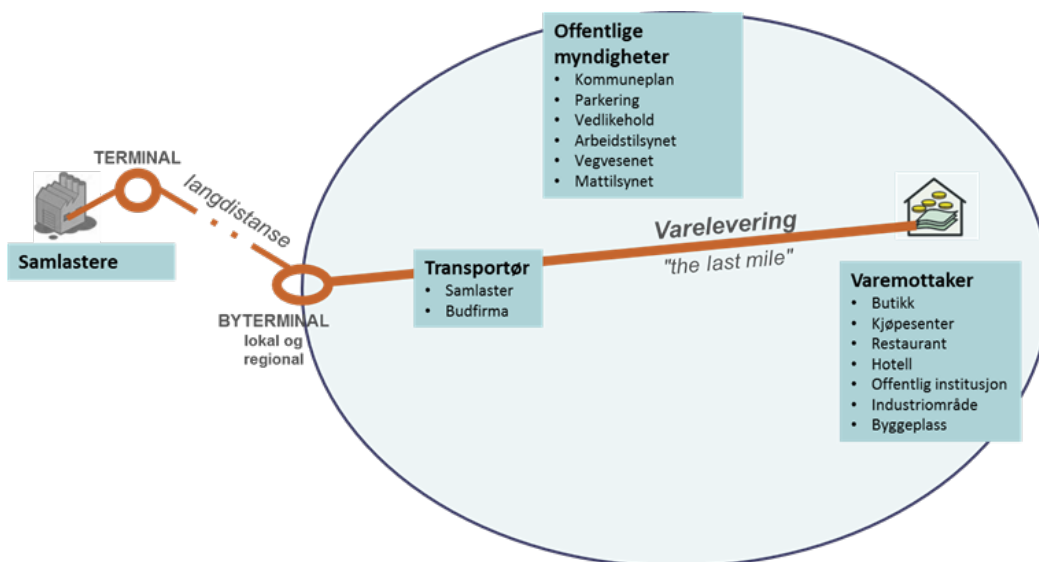 Offentlige
myndigheter
• Kommuneplan
• Parkering
• Vedlikehold
• Arbeidstilsynet
• Vegvesenet
• Mattilsynet
TERMINAL
langdistanse
Samlastere
BYTERMINAL
lokal og
regional
Transportør
• Samlaster
• Budfirma
Varelevering
"the last mile"
Varemottaker
• Butikk
• Kjøpesenter
• Restaurant
• Hotell
• Offentlig institusjon
• Industriområde
• Byggeplass